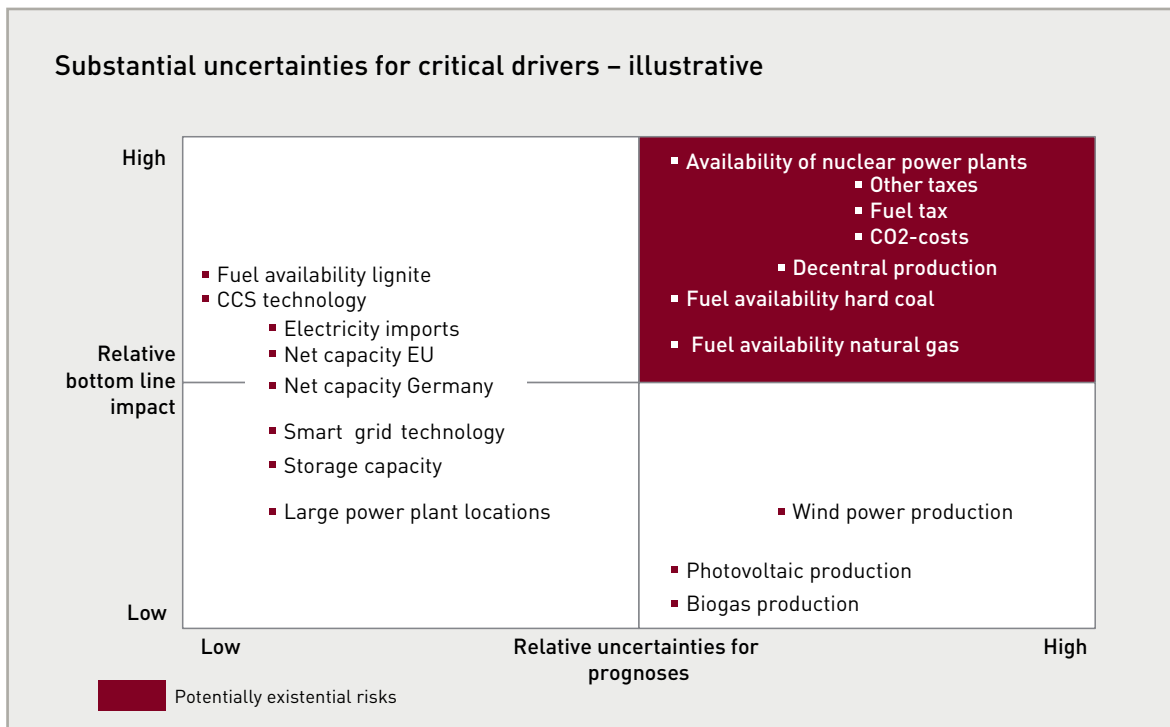 Substantial uncertainties for critical drivers – illustrative
High
Availability of nuclear power plants
Other taxes
Fuel tax
CO2-costs
Decentral production
Fuel availability lignite
CCS technology
Fuel availability hard coal
Electricity imports
Net capacity EU
Fuel availability natural gas
Relative
bottom line
impact
Net capacity Germany
Smart grid technology
Storage capacity
Large power plant locations
Wind power production
Photovoltaic production
Biogas production
Low
Low
Relative uncertainties for
prognoses
High
Potentially existential risks